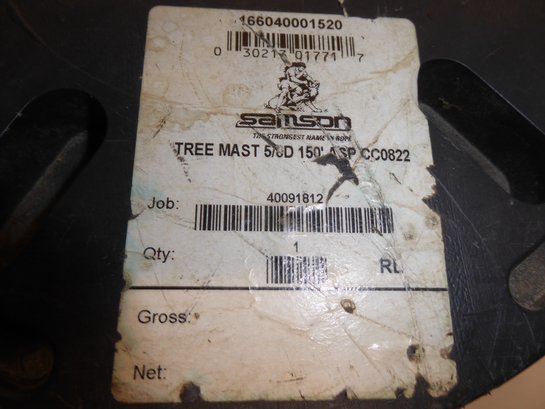 166040001520
0 30217 01771 7
samson
THE STRONGEST NAME IN ROPE
TREE MAST 5/8D 150' ASP CC0822
Job: 40091812
Qty: 1
RL
Gross:
Net: